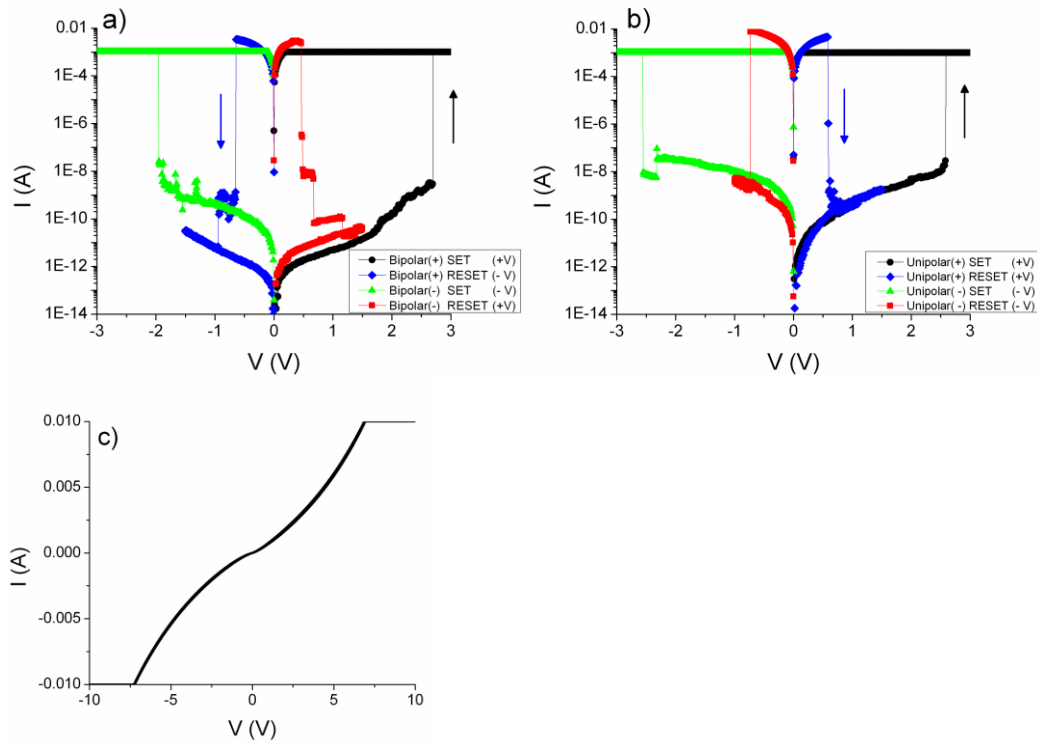 a)
I (A)
0.01
1E-4
1E-6
1E-8
1E-10
1E-12
1E-14
-3 -2 -1 0 1 2 3
V (V)
Bipolar(+) SET (+V)
Bipolar(+) RESET (- V)
Bipolar(-) SET (- V)
Bipolar(-) RESET (+V)
b)
I (A)
0.01
1E-4
1E-6
1E-8
1E-10
1E-12
1E-14
-3 -2 -1 0 1 2 3
V (V)
Unipolar(+) SET (+V)
Unipolar(+) RESET (+V)
Unipolar(-) SET (- V)
Unipolar(-) RESET (- V)
c)
I (A)
0.010
0.005
0.000
-0.005
-0.010
-10 -5 0 5 10
V (V)